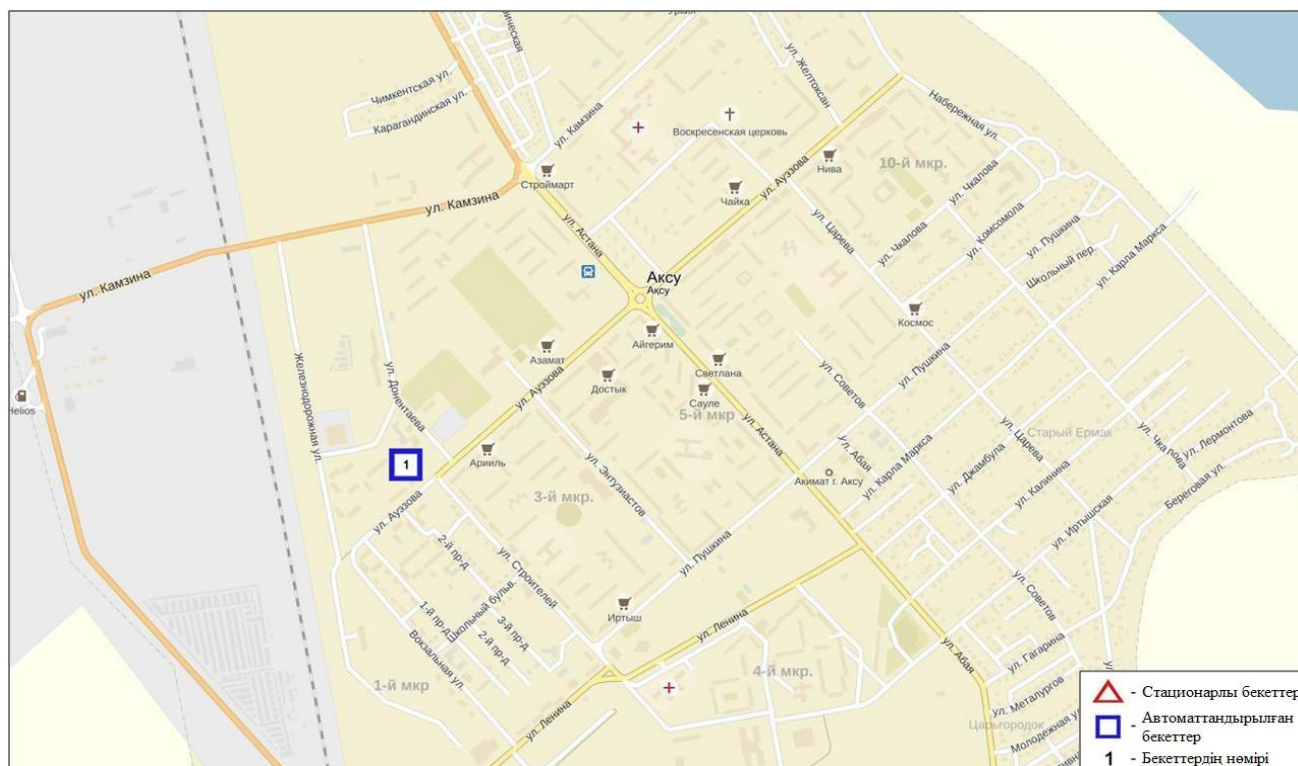 ул. Желтоксан
Чимкентская ул.
Карагандинская ул.
ул. Камзина
Воскресенская церковь
Набережная ул.
Строймарт
Чайка
ул. Ауэзова
Нива
10-й мкр.
ул. Чкалова
ул. Камзина
ул. Астана
ул. Царева
ул. Чкалова
ул. Комсомола
ул. Пушкина
Школьный пер.
ул. Карла Маркса
ул. Камзина
Аксу
Аксу
Космос
Айгерим
Азамат
Светлана
Достык
Сауле
5-й мкр
ул. Астана
ул. Советов
ул. Пушкина
Helios
Железнодорожная ул.
ул. Донентаева
ул. Ауэзова
Старый Ермак
ул. Царева
ул. Чкалова
ул. Лермонтова
Береговая ул.
1
Арииль
ул. Энтузиастов
ул. Абая
ул. Карла Маркса
ул. Джамбула
ул. Калинина
Акимат г. Аксу
3-й мкр.
ул. Ауэзова
ул. Иртышская
2-й пр-д
ул. Строителей
ул. Пушкина
Школьный бульв.
1-й пр-д
2-й пр-д
3-й пр-д
Вокзальная ул.
Иртыш
ул. Ленина
ул. Советов
ул. Абая
ул. Гагарина
1-й мкр
4-й мкр.
ул. Ленина
ул. Металургов
Царьгородок
Молодежная ул.
- Стационарлы бекеттер
- Автоматтандырылған
бекеттер
1 - Бекеттердің нөмірі